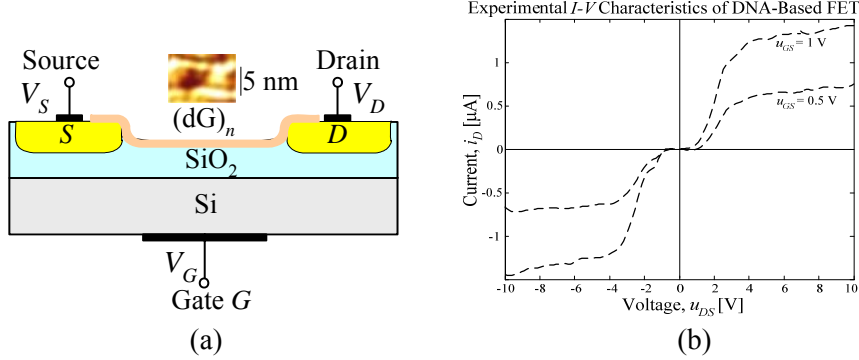 Source
Drain
5 nm
V_S
V_D
(dG)_n
S
D
SiO_2
Si
V_G
Gate G
(a)
Experimental I-V Characteristics of DNA-Based FET
u_GS = 1 V
u_GS = 0.5 V
Current, i_D [µA]
1
0.5
0
-0.5
-1
-10 -8 -6 -4 -2 0 2 4 6 8 10
Voltage, u_DS [V]
(b)